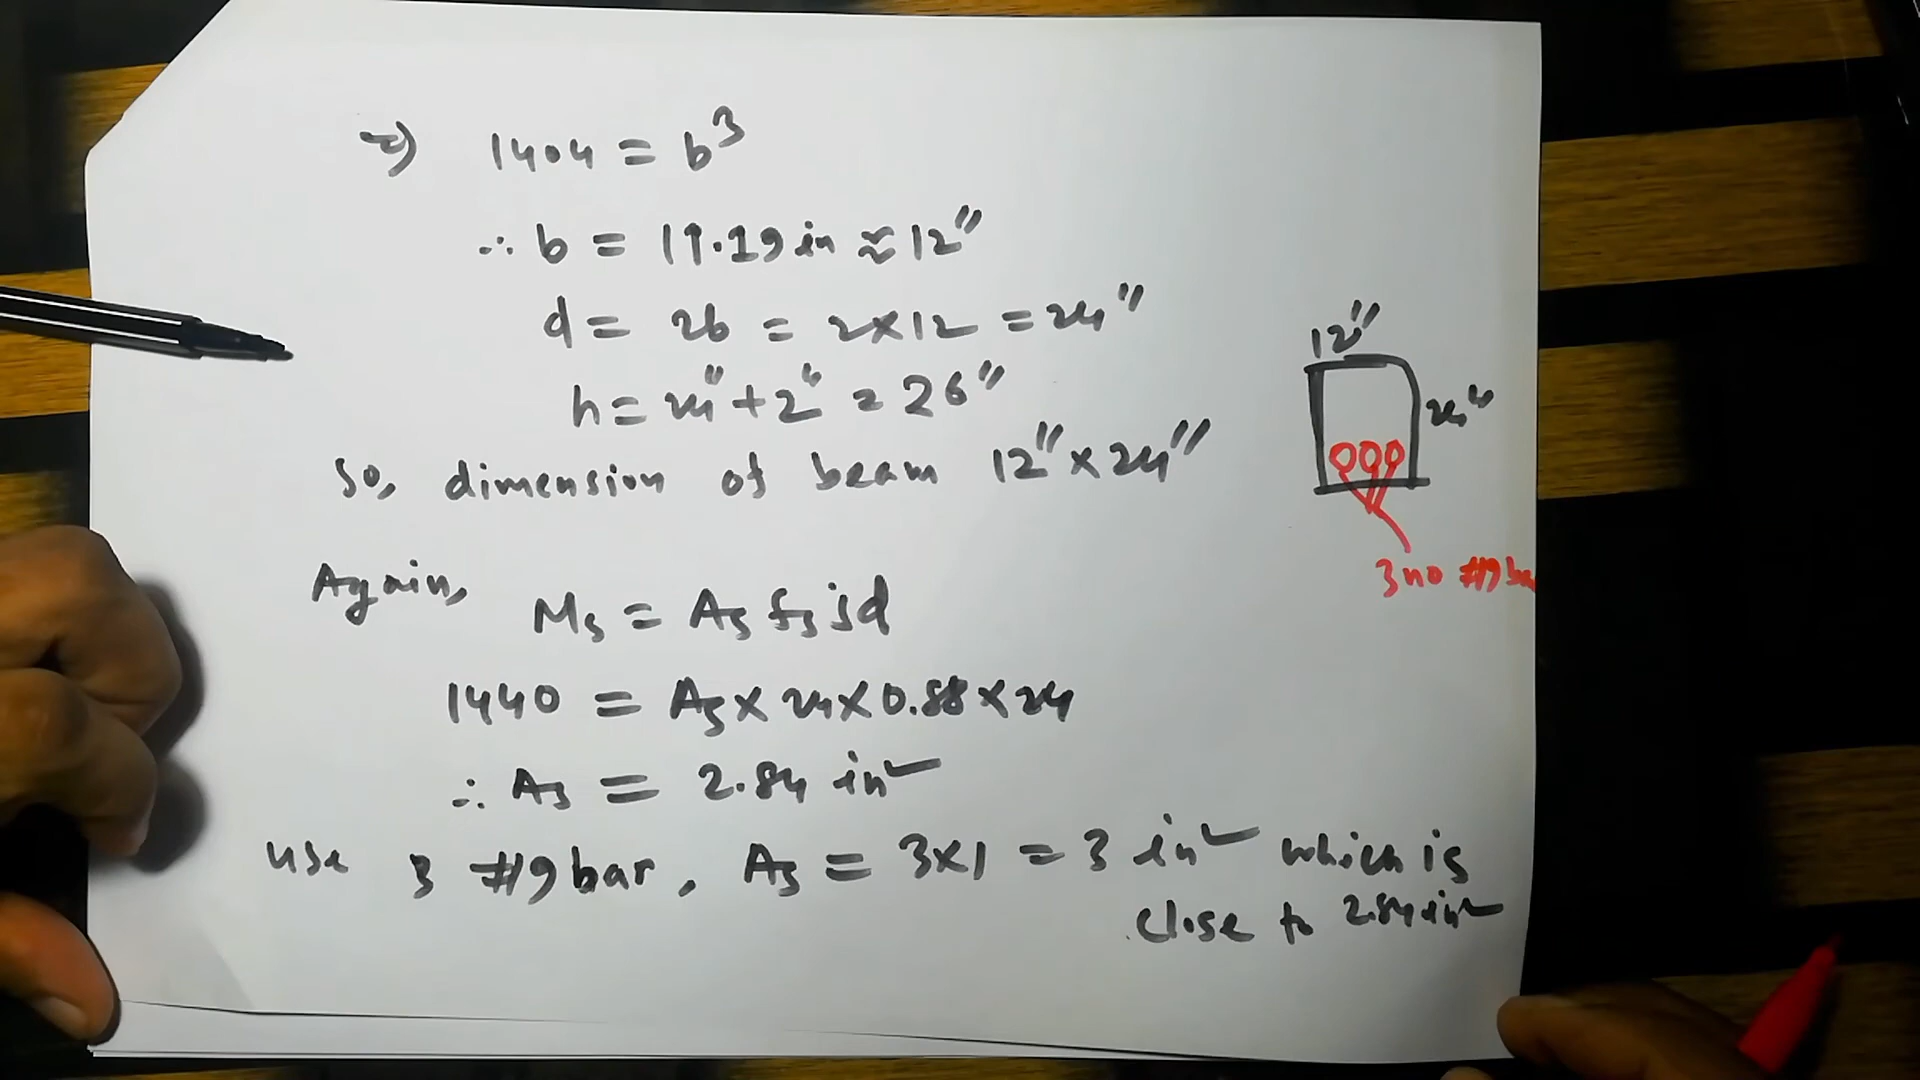 ⇒ 1404 = b³
∴ b = 11.19 in ≈ 12"
d = 2b = 2×12 = 24"
h = 24" + 2" = 26"
So, dimension of beam 12" × 24"
12"
24"
3 no #9 ba
Again, Ms = As fs jd
1440 = As × 24 × 0.88 × 24
∴ As = 2.84 in²
use 3 #9 bar, As = 3×1 = 3 in² which is
close to 2.84 in²